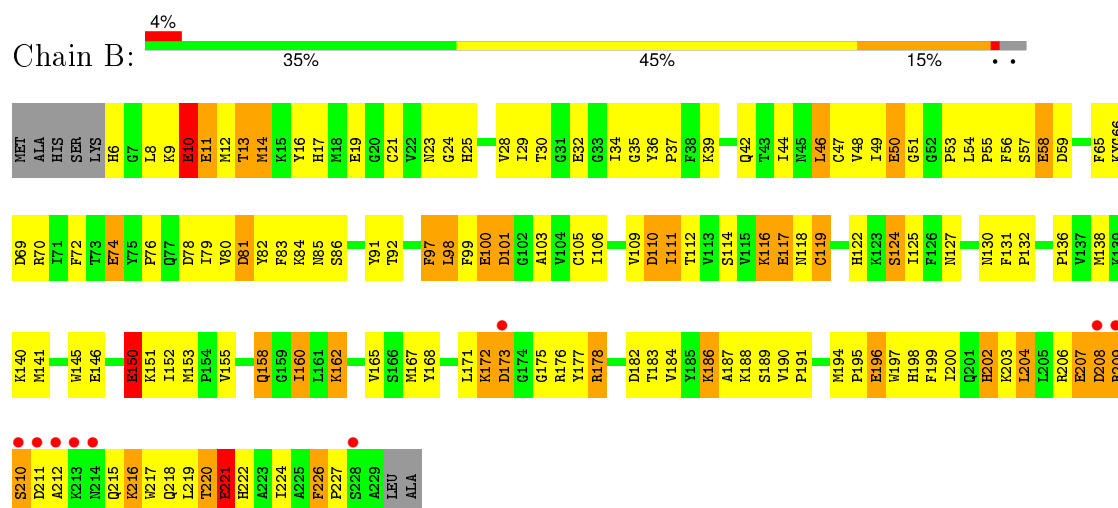 4%
Chain B:
35% 45% 15% • •
MET ALA HIS SER LYS H6 G7 L8 K9 E10 E11 M12 T13 M14 K15 Y16 H17 M18 E19 G20 C21 V22 N23 G24 H25 V28 I29 T30 G31 E32 G33 I34 G35 Y36 P37 F38 K39 Q42 T43 I44 N45 L46 C47 V48 I49 E50 G51 G52 P53 L54 P55 F56 S57 E58 D59 F65 KYC66
D69 R70 I71 F72 T73 E74 Y75 P76 Q77 D78 I79 V80 D81 Y82 F83 K84 N85 S86 Y91 T92 F97 L98 F99 E100 D101 G102 A103 V104 C105 I106 V109 D110 I111 T112 V113 S114 V115 K116 E117 N118 C119 H122 K123 S124 I125 F126 N127 N130 F131 P132 P136 V137 M138 K139
K140 M141 W145 E146 E150 K151 I152 M153 P154 V155 Q158 G159 I160 L161 K162 V165 S166 M167 Y168 L171 K172 D173 G174 G175 R176 Y177 R178 D182 T183 V184 Y185 K186 A187 K188 S189 V190 P191 M194 P195 E196 W197 H198 F199 I200 Q201 H202 K203 L204 L205 R206 E207 D208 R209
S210 D211 A212 K213 N214 Q215 K216 W217 Q218 L219 T220 E221 H222 A223 I224 A225 F226 P227 S228 A229 LEU ALA